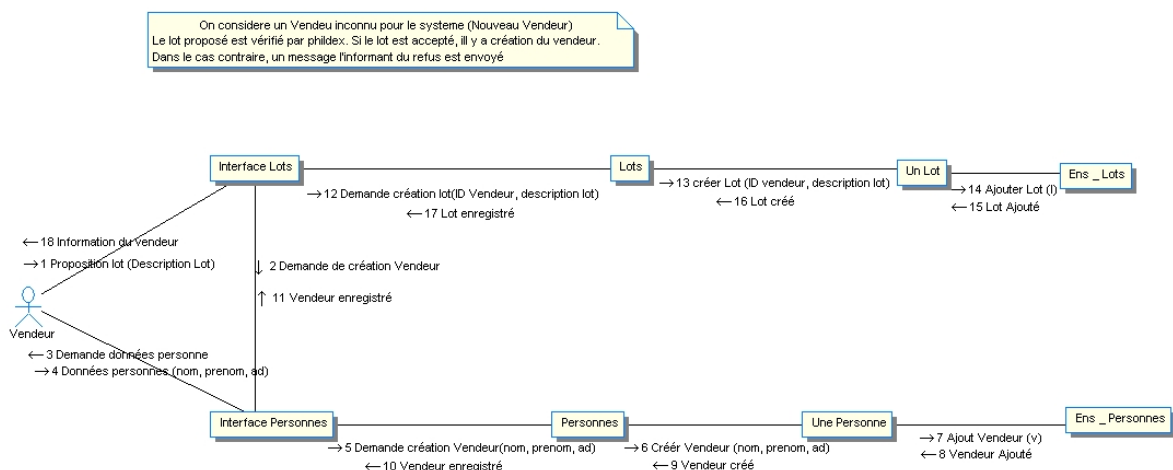 On considere un Vendeu inconnu pour le systeme (Nouveau Vendeur)
Le lot proposé est vérifié par phildex. Si le lot est accepté, ill y a création du vendeur.
Dans le cas contraire, un message l'informant du refus est envoyé
Interface Lots
Lots
Un Lot
Ens _ Lots
→ 12 Demande création lot(ID Vendeur, description lot)
← 17 Lot enregistré
→ 13 créer Lot (ID vendeur, description lot)
← 16 Lot créé
→ 14 Ajouter Lot (l)
← 15 Lot Ajouté
← 18 Information du vendeur
→ 1 Proposition lot (Description Lot)
↓ 2 Demande de création Vendeur
↑ 11 Vendeur enregistré
Vendeur
← 3 Demande données personne
→ 4 Données personnes (nom, prenom, ad)
Interface Personnes
Personnes
Une Personne
Ens _ Personnes
→ 5 Demande création Vendeur(nom, prenom, ad)
← 10 Vendeur enregistré
→ 6 Créér Vendeur (nom, prenom, ad)
← 9 Vendeur créé
→ 7 Ajout Vendeur (v)
← 8 Vendeur Ajouté